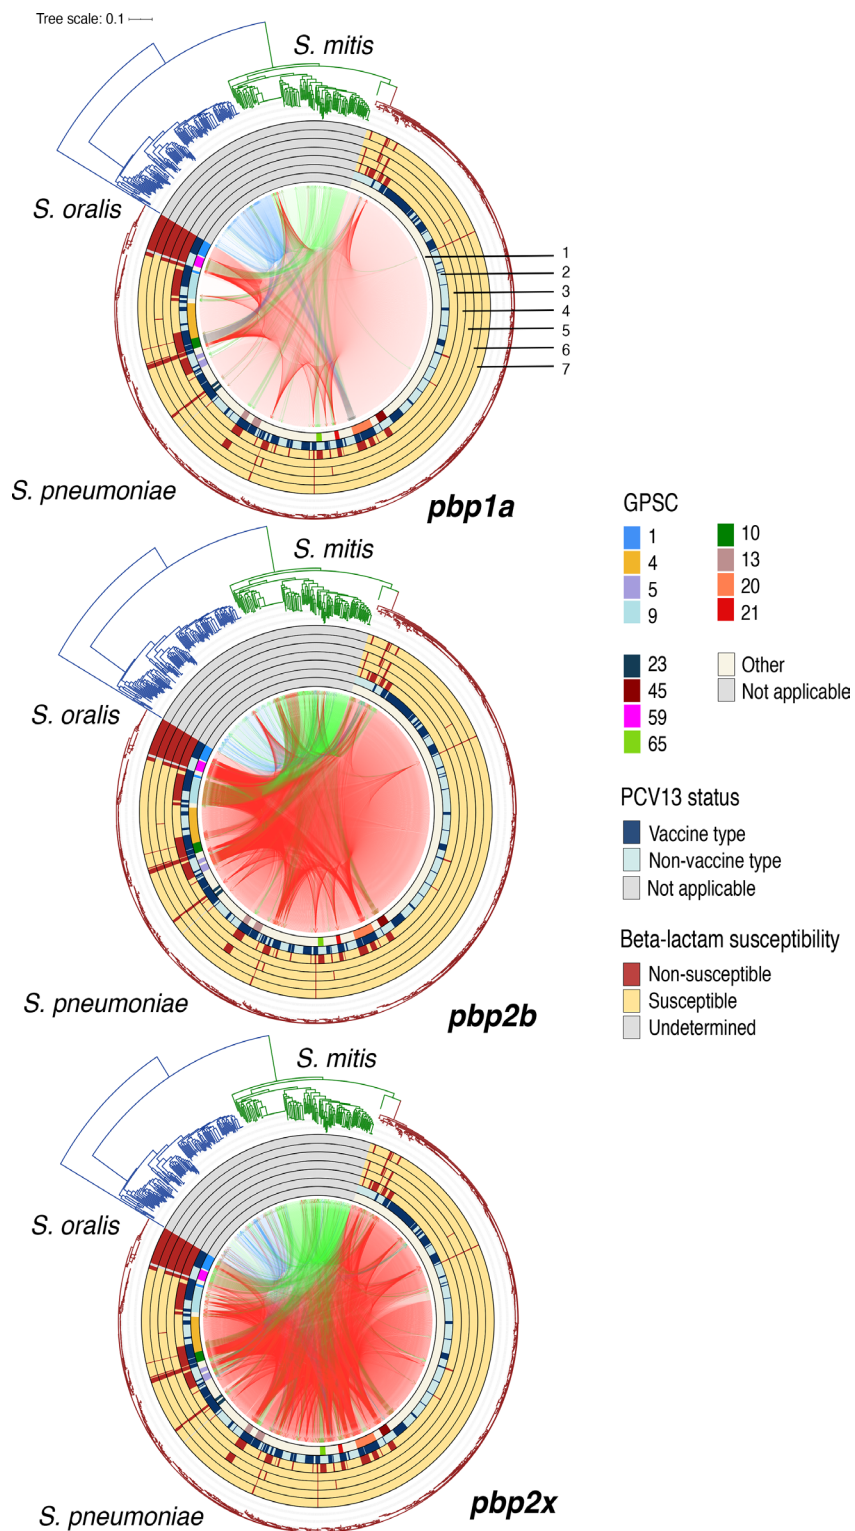 Tree scale: 0.1
S. mitis
S. oralis
1
2
3
4
5
6
7
S. pneumoniae
pbp1a
GPSC
1
4
5
9
10
13
20
21
23
45
59
65
Other
Not applicable
PCV13 status
Vaccine type
Non-vaccine type
Not applicable
Beta-lactam susceptibility
Non-susceptible
Susceptible
Undetermined
S. mitis
S. oralis
S. pneumoniae
pbp2b
S. mitis
S. oralis
S. pneumoniae
pbp2x